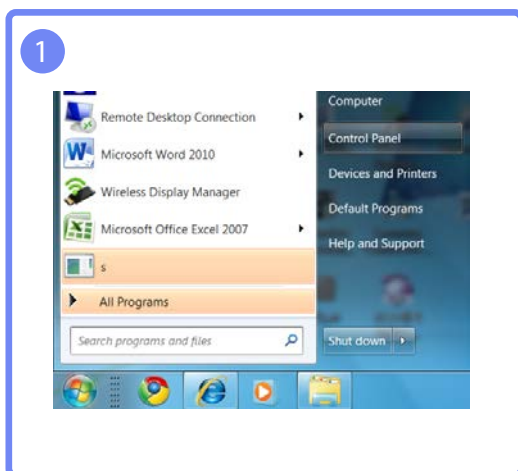 1
Remote Desktop Connection
Microsoft Word 2010
Wireless Display Manager
Microsoft Office Excel 2007
s
All Programs
Search programs and files
Computer
Control Panel
Devices and Printers
Default Programs
Help and Support
Shut down